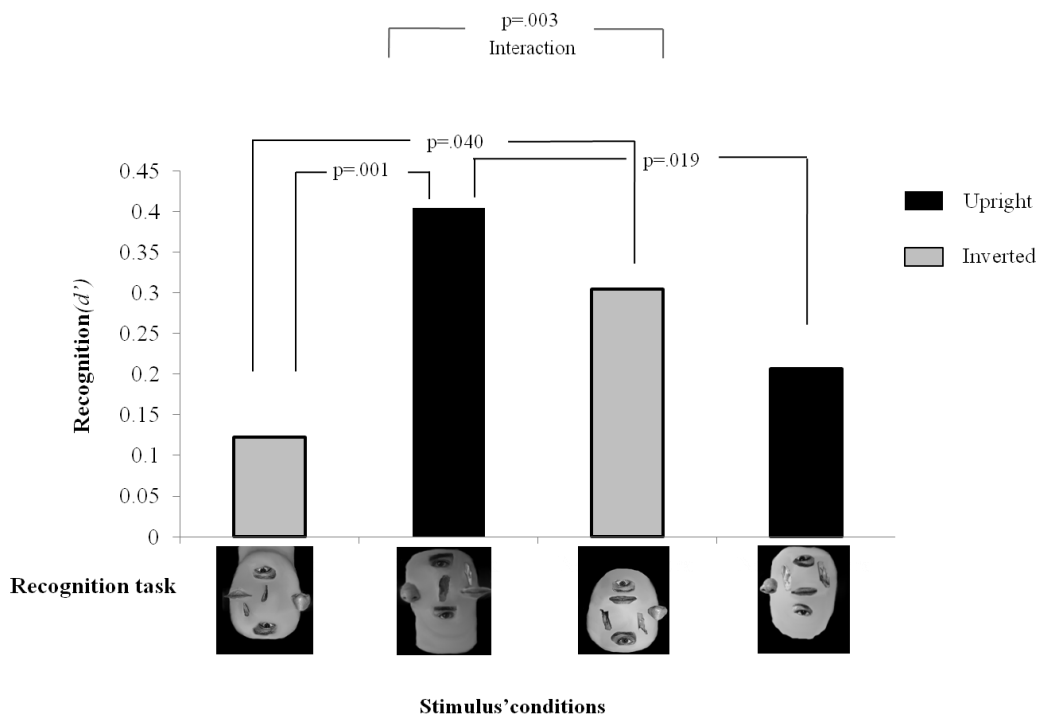 p=.003
Interaction
p=.040
p=.001
p=.019
0.45
0.4
0.35
0.3
0.25
0.2
0.15
0.1
0.05
0
Recognition(d')
Upright
Inverted
Recognition task
Stimulus'conditions